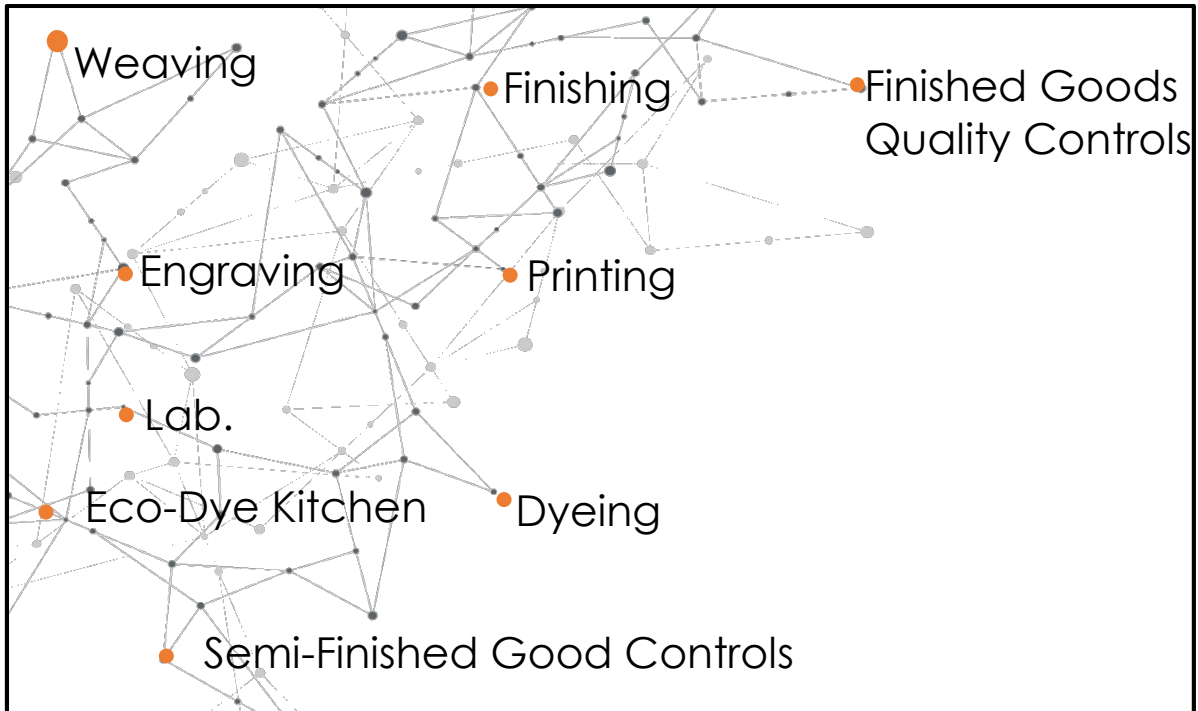 Weaving
Finishing
Finished Goods
Quality Controls
Engraving
Printing
Lab.
Eco-Dye Kitchen
Dyeing
Semi-Finished Good Controls